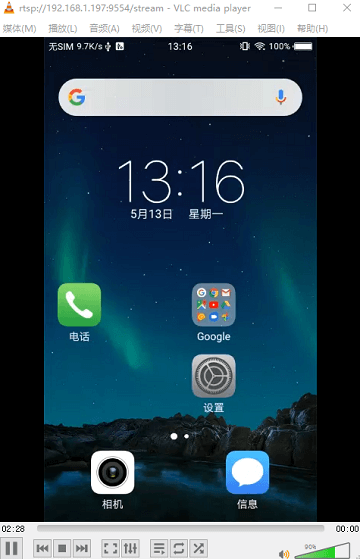 rtsp://192.168.1.197:9554/stream - VLC media player
媒体(M) 播放(L) 音频(A) 视频(V) 字幕(T) 工具(S) 视图(I) 帮助(H)
无SIM 9.7K/s 13:16 100%
13:16
5月13日 星期一
电话 Google
设置
相机 信息
02:28 00:00
90%